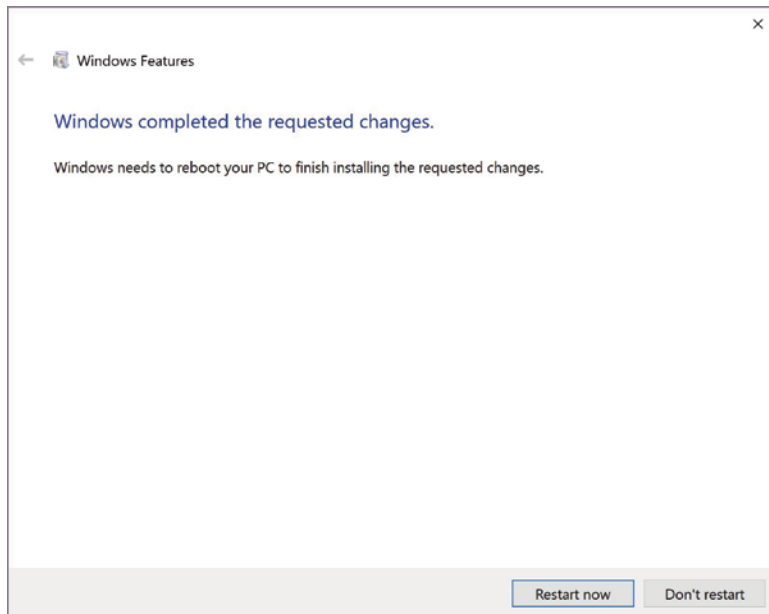 Windows Features
Windows completed the requested changes.
Windows needs to reboot your PC to finish installing the requested changes.
Restart now
Don't restart